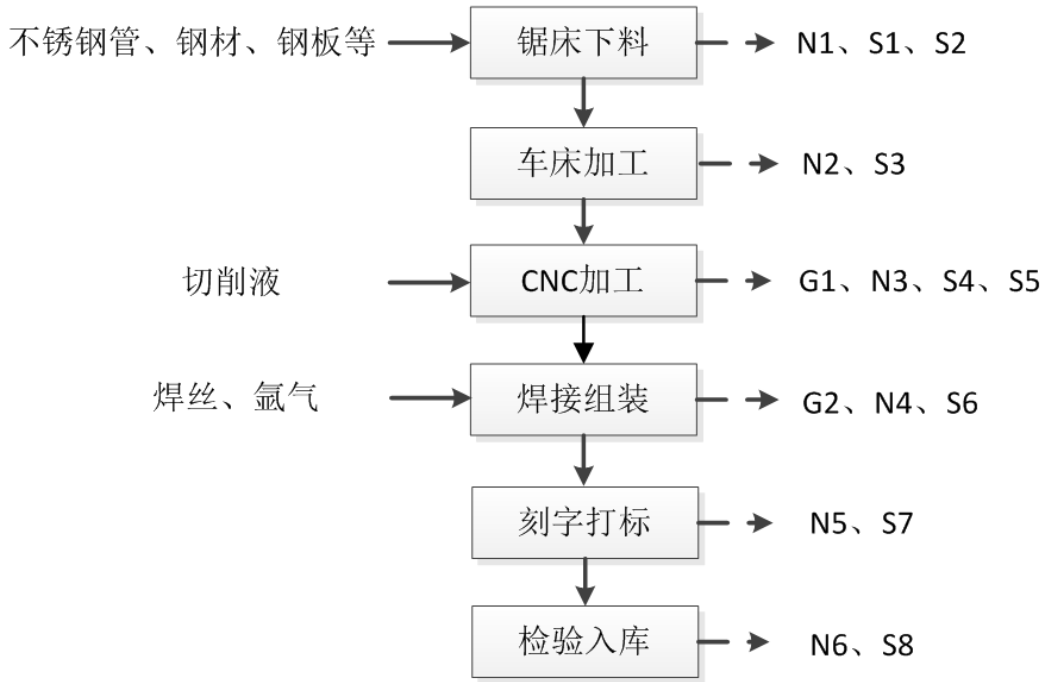 不锈钢管、钢材、钢板等
锯床下料
N1、S1、S2
车床加工
N2、S3
切削液
CNC加工
G1、N3、S4、S5
焊丝、氩气
焊接组装
G2、N4、S6
刻字打标
N5、S7
检验入库
N6、S8